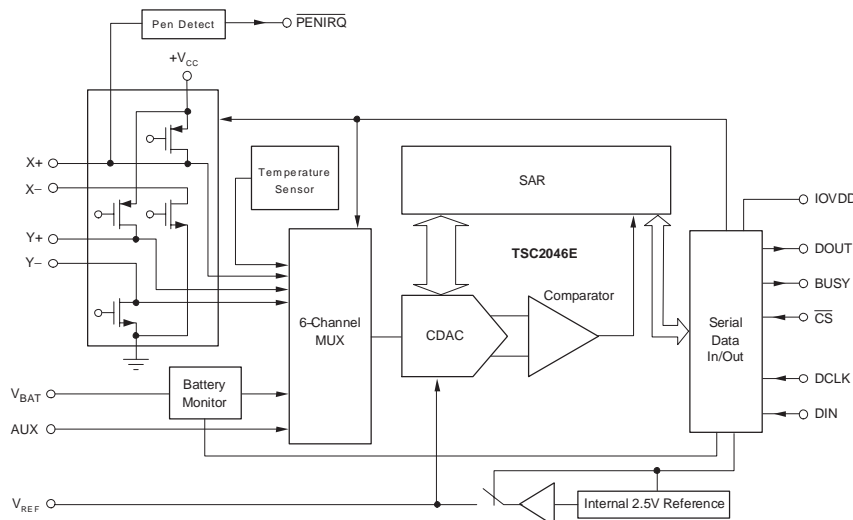 Pen Detect
PENIRQ
+VCC
X+
X–
Y+
Y–
Temperature
Sensor
SAR
IOVDD
TSC2046E
DOUT
BUSY
CS
DCLK
DIN
6-Channel
MUX
CDAC
Comparator
Serial
Data
In/Out
VBAT
Battery
Monitor
AUX
VREF
Internal 2.5V Reference